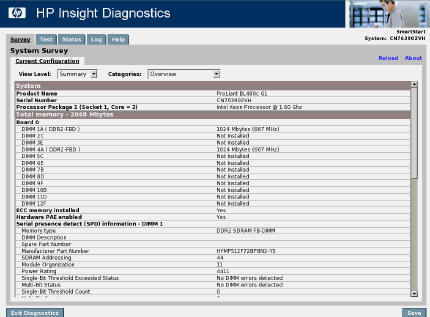 hp HP Insight Diagnostics
SmartStart
System: CN763902VH
Survey Test Status Log Help
System Survey
Reload About
Current Configuration
View Level: Summary Categories: Overview
System
Product Name ProLiant BL480c G1
Serial Number CN763902VH
Processor Package 1 (Socket 1, Core = 2) Intel Xeon Processor @ 1.60 Ghz
Total memory - 2048 Mbytes
Board 0
DIMM 1A ( DDR2-FBD ) 1024 Mbytes (667 MHz)
DIMM 2C Not Installed
DIMM 3E Not Installed
DIMM 4A ( DDR2-FBD ) 1024 Mbytes (667 MHz)
DIMM 5C Not Installed
DIMM 6E Not Installed
DIMM 7B Not Installed
DIMM 8D Not Installed
DIMM 9F Not Installed
DIMM 10B Not Installed
DIMM 11D Not Installed
DIMM 12F Not Installed
ECC memory installed Yes
Hardware PAE enabled Yes
Serial presence detect (SPD) information - DIMM 1
Memory type DDR2 SDRAM FB-DIMM
DIMM Description
Spare Part Number
Manufacturer Part Number
SDRAM Addressing 44
Module Organization 11
Power Rating 4411
Single-Bit Threshold Exceeded Status No DIMM errors detected
Multi-Bit Status No DIMM errors detected
Single-Bit Threshold Count 0
Exit Diagnostics Save